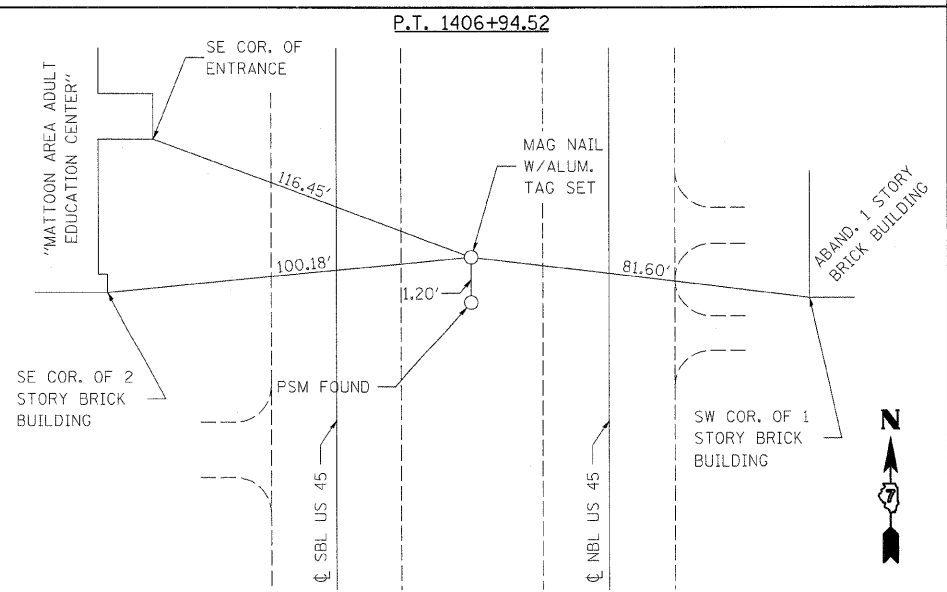 P.T. 1406+94.52
SE COR. OF
ENTRANCE
"MATTOON AREA ADULT
EDUCATION CENTER"
MAG NAIL
W/ALUM.
TAG SET
116.45'
100.18'
81.60'
1.20'
ABAND. 1 STORY
BRICK BUILDING
PSM FOUND
SE COR. OF 2
STORY BRICK
BUILDING
SW COR. OF 1
STORY BRICK
BUILDING
℄ SBL US 45
℄ NBL US 45
N
7